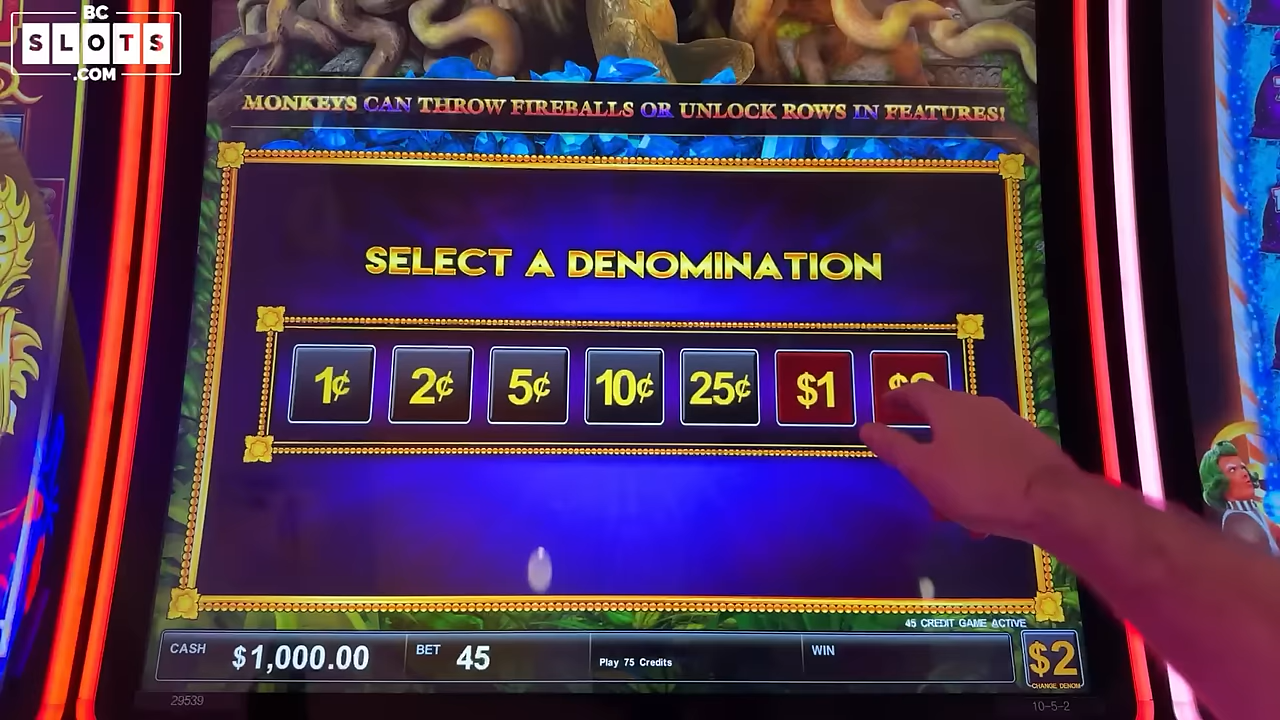 BC
SLOTS
.COM
MONKEYS CAN THROW FIREBALLS OR UNLOCK ROWS IN FEATURES!
SELECT A DENOMINATION
1¢ 2¢ 5¢ 10¢ 25¢ $1
45 CREDIT GAME ACTIVE
CASH $1,000.00 BET 45 Play 75 Credits WIN $2
CHANGE DENOM
29539 10-5-2